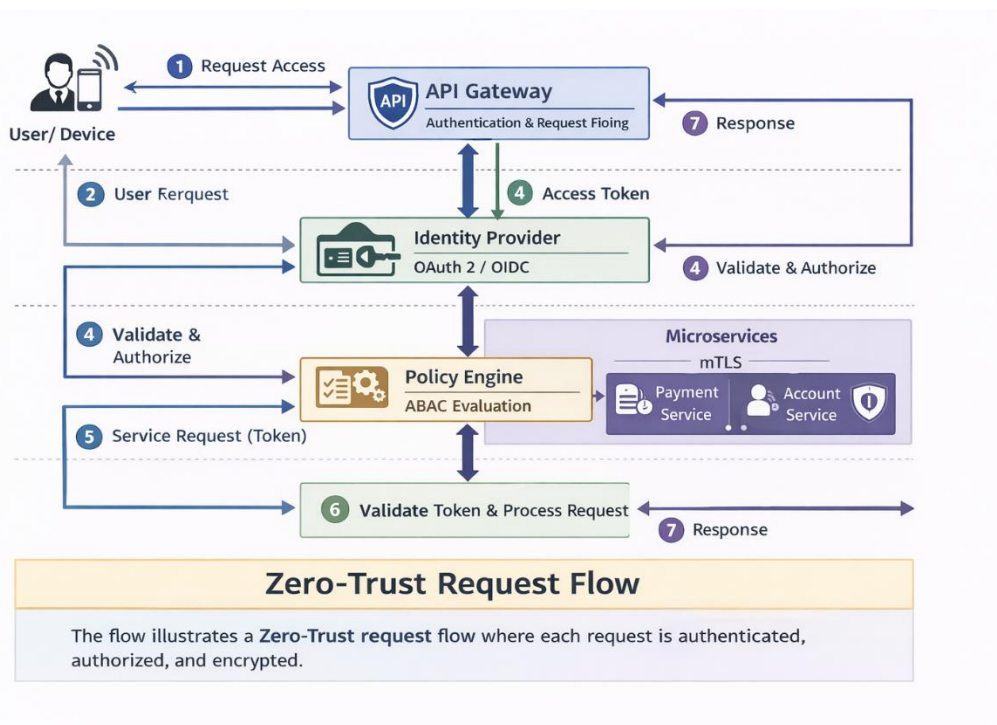 1 Request Access
User/ Device
API
API Gateway
Authentication & Request Fioing
7 Response
2 User Ferquest
4 Access Token
Identity Provider
OAuth 2 / OIDC
4 Validate & Authorize
4 Validate &
Authorize
Microservices
mTLS
Policy Engine
ABAC Evaluation
Payment
Service
Account
Service
5 Service Request (Token)
6 Validate Token & Process Request
7 Response
Zero-Trust Request Flow
The flow illustrates a Zero-Trust request flow where each request is authenticated,
authorized, and encrypted.